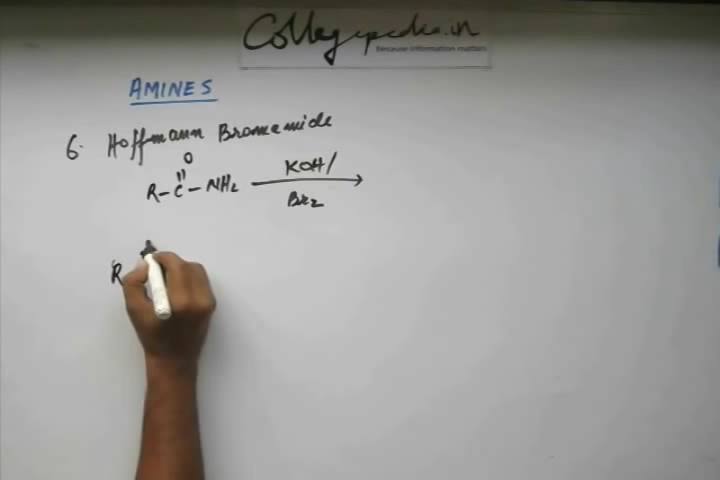 Collegepedia.in
because information matters
AMINES
6. Hoffmann Bromamide
O
R-C-NH2 KOH/
Br2
R